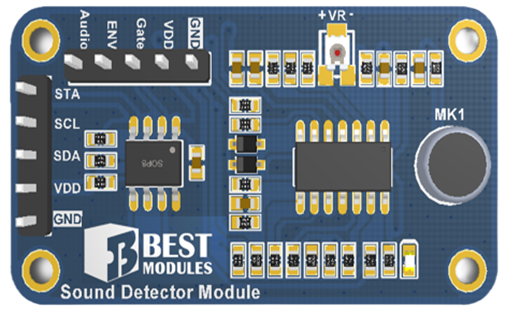 Audio
ENV
Gate
VDD
GND
+VR-
STA
SCL
SDA
VDD
GND
SOP8
MK1
BEST
MODULES
Sound Detector Module